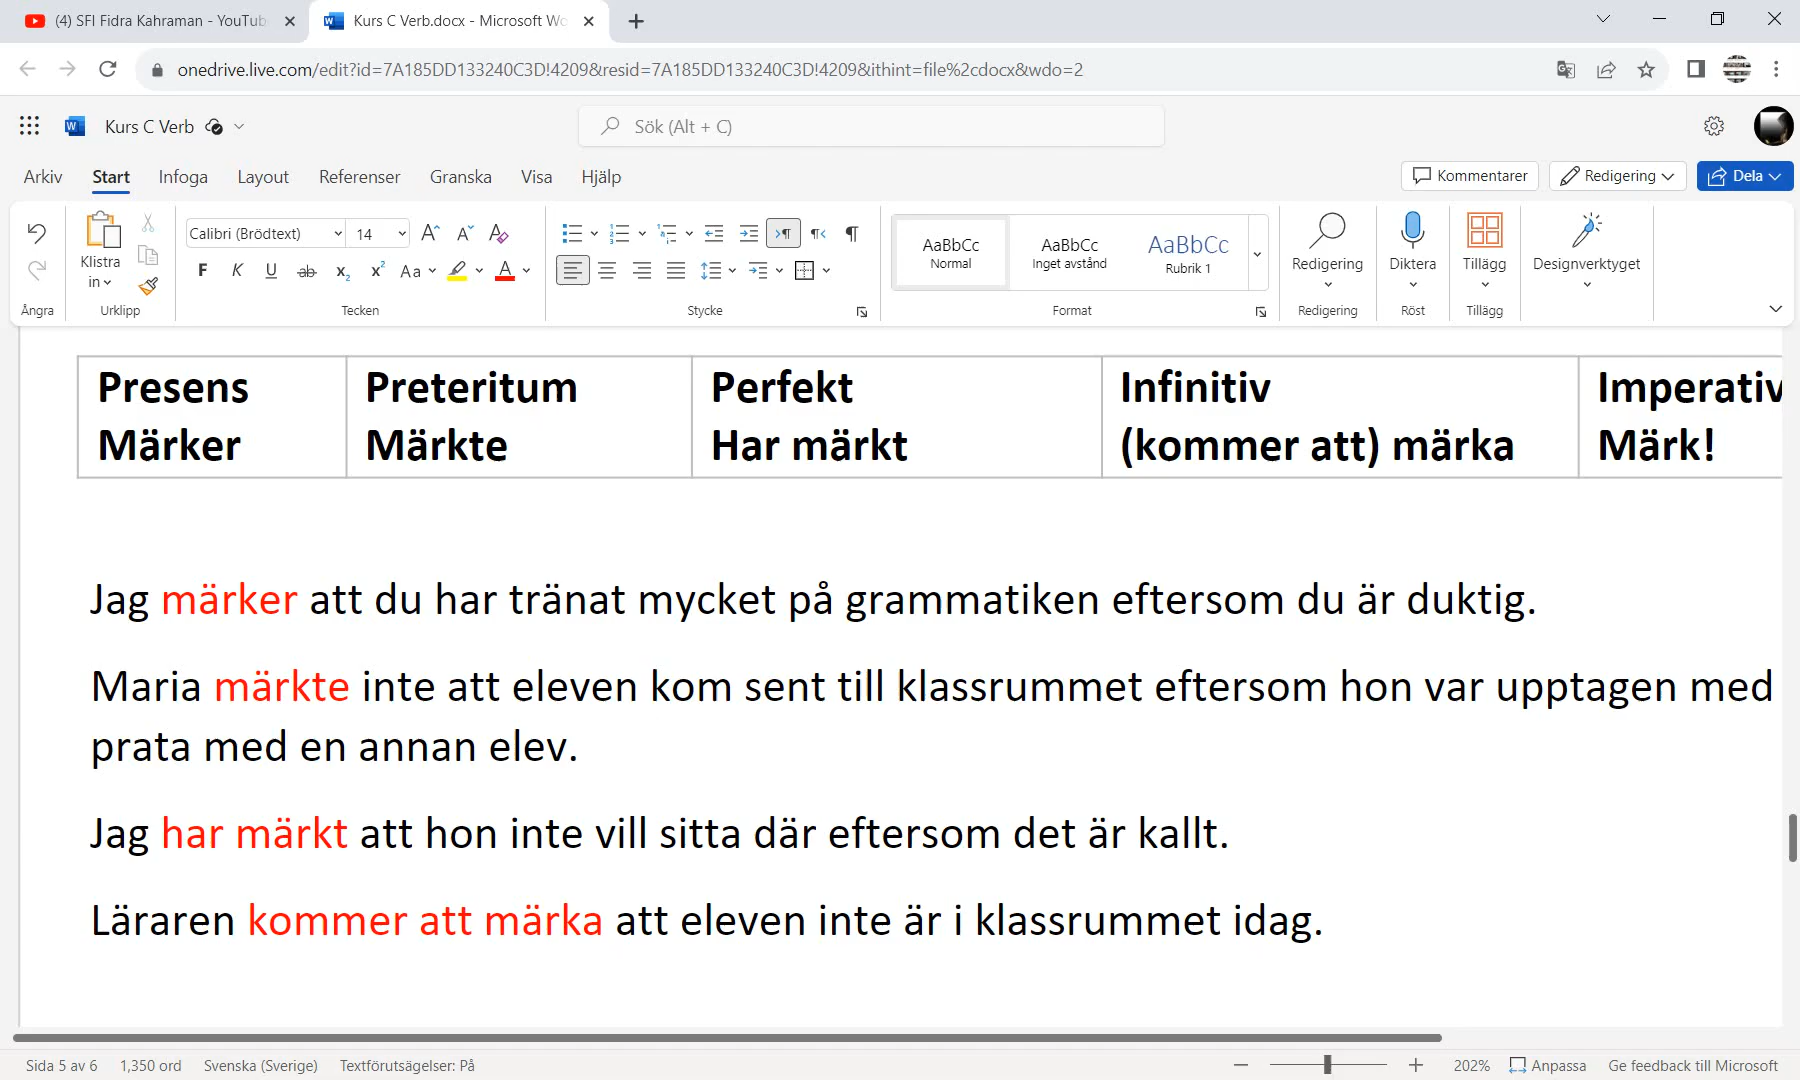 (4) SFI Fidra Kahraman - YouTub
Kurs C Verb.docx - Microsoft Wo
onedrive.live.com/edit?id=7A185DD133240C3D!4209&resid=7A185DD133240C3D!4209&ithint=file%2cdocx&wdo=2
Kurs C Verb
Sök (Alt + C)
Arkiv Start Infoga Layout Referenser Granska Visa Hjälp
Kommentarer Redigering Dela
Klistra in
Calibri (Brödtext) 14
AaBbCc Normal
AaBbCc Inget avstånd
AaBbCc Rubrik 1
Redigering Diktera Tillägg Designverktyget
Ångra Urklipp Tecken Stycke Format Redigering Röst Tillägg
Presens Preteritum Perfekt Infinitiv Imperativ
Märker Märkte Har märkt (kommer att) märka Märk!
Jag märker att du har tränat mycket på grammatiken eftersom du är duktig.
Maria märkte inte att eleven kom sent till klassrummet eftersom hon var upptagen med
prata med en annan elev.
Jag har märkt att hon inte vill sitta där eftersom det är kallt.
Läraren kommer att märka att eleven inte är i klassrummet idag.
Sida 5 av 6 1,350 ord Svenska (Sverige) Textförutsägelser: På 202% Anpassa Ge feedback till Microsoft